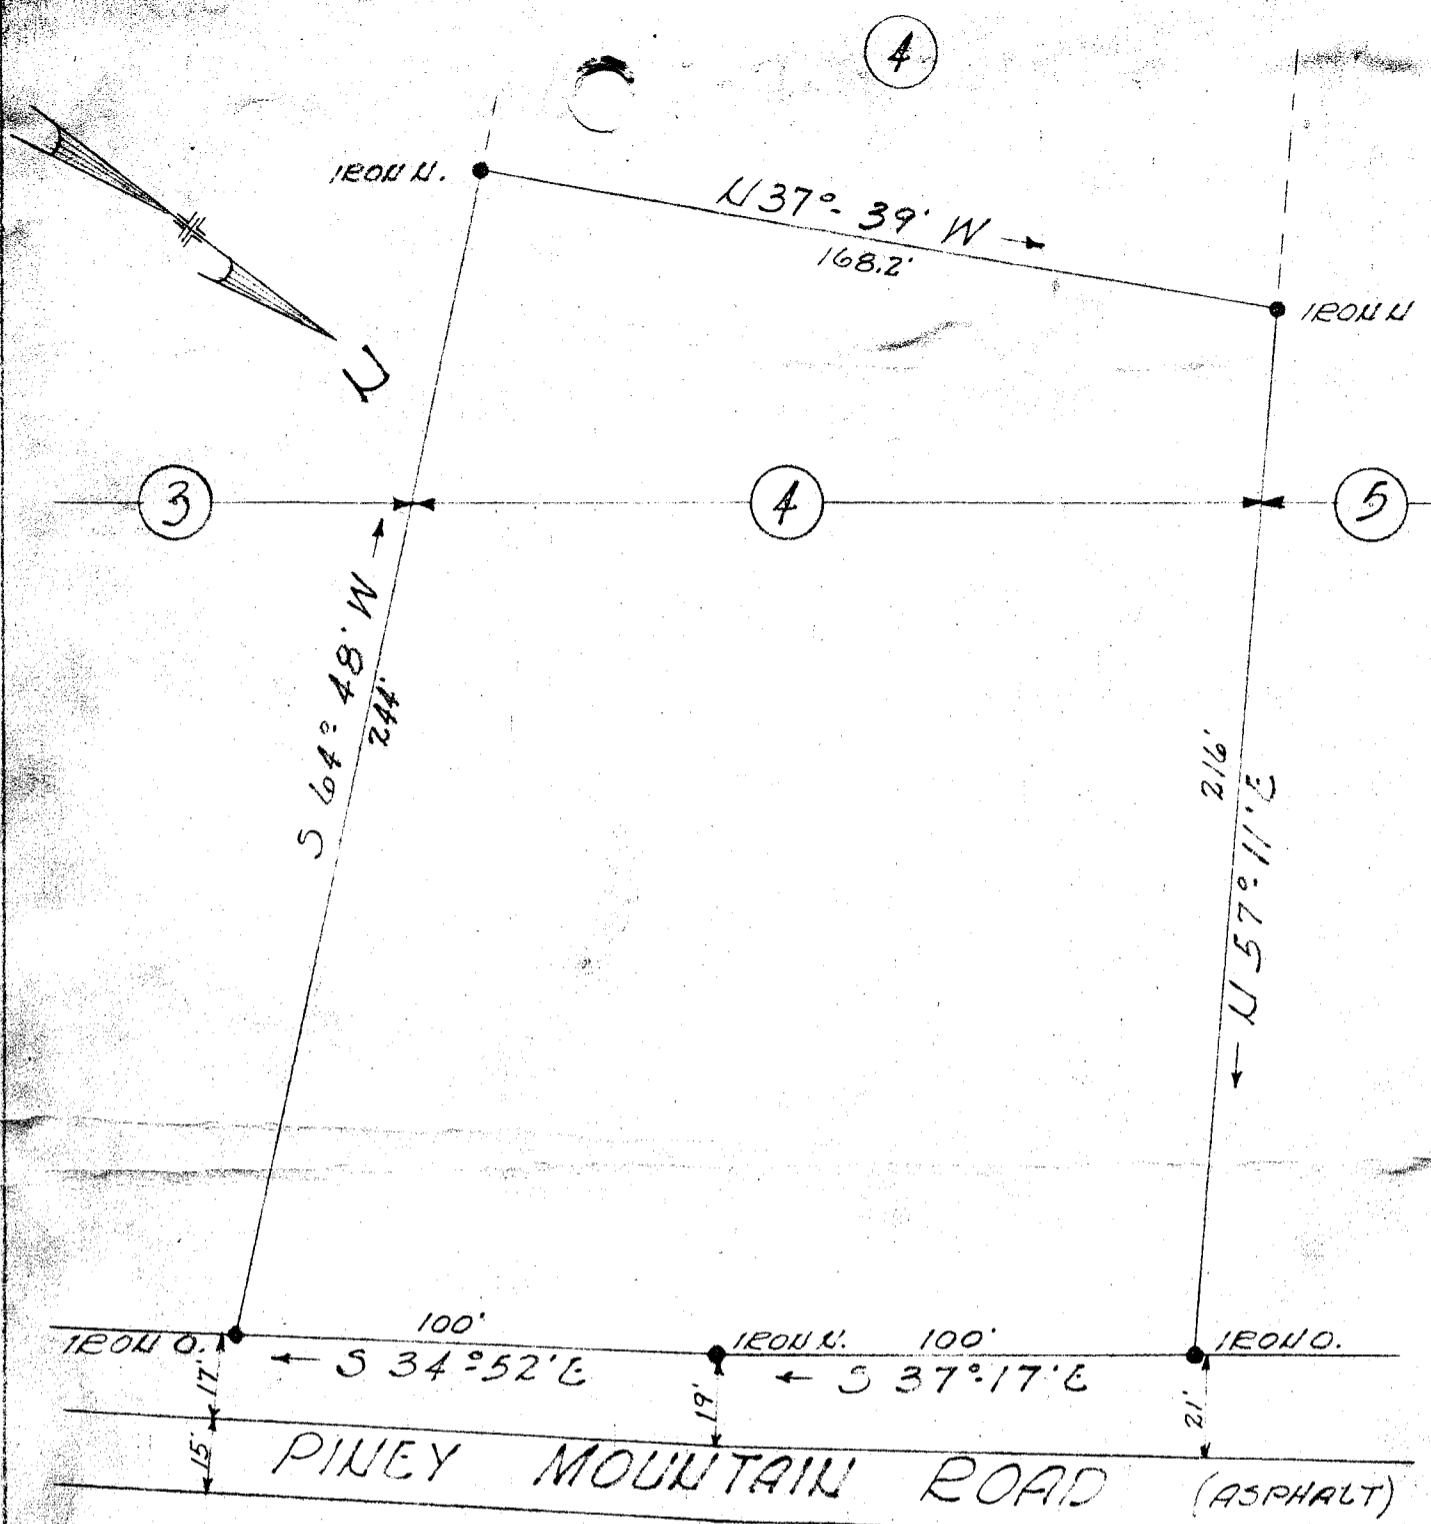 4
IRON N.
N 37° 39' W
168.2'
IRON N
N
3
4
5
S 64° 48' W
244'
216'
N 57° 11' E
IRON O.
100'
S 34° 52' E
IRON N.
100'
S 37° 17' E
IRON O.
17'
19'
21'
15'
PINEY MOUNTAIN ROAD (ASPHALT)